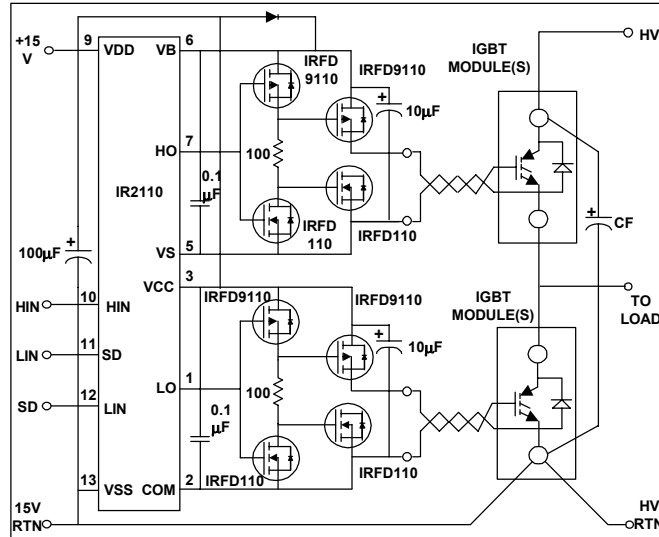 +15 V
9
VDD
VB
6
IRFD 9110
IRFD9110
10µF
+
HO
7
100
IR2110
0.1 µF
IRFD 110
IRFD110
VS
5
100µF
+
VCC
3
IRFD9110
IRFD9110
HIN
10
HIN
LIN
11
SD
SD
12
LIN
LO
1
100
0.1 µF
10µF
+
IRFD110
IRFD110
13
VSS
COM
2
15V RTN
IGBT MODULE(S)
HV
+
CF
TO LOAD
IGBT MODULE(S)
HV RTN